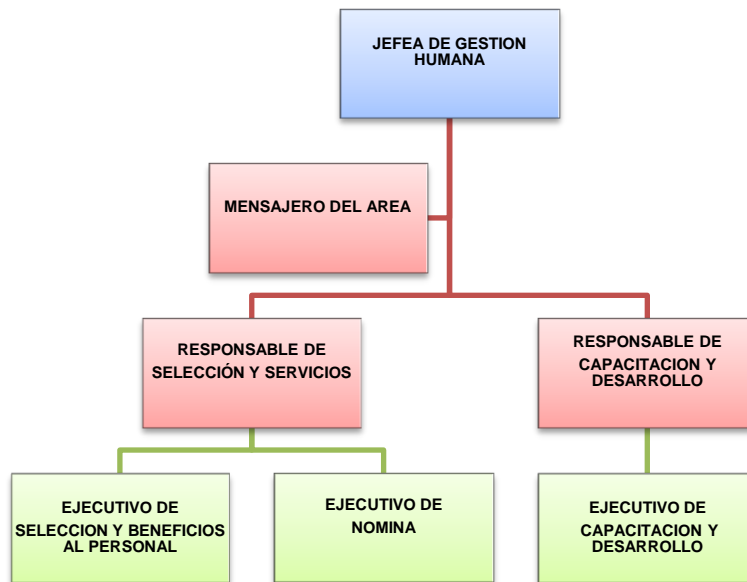 JEFEA DE GESTION
HUMANA
MENSAJERO DEL AREA
RESPONSABLE DE
SELECCIÓN Y SERVICIOS
RESPONSABLE DE
CAPACITACION Y
DESARROLLO
EJECUTIVO DE
SELECCION Y BENEFICIOS
AL PERSONAL
EJECUTIVO DE
NOMINA
EJECUTIVO DE
CAPACITACION Y
DESARROLLO